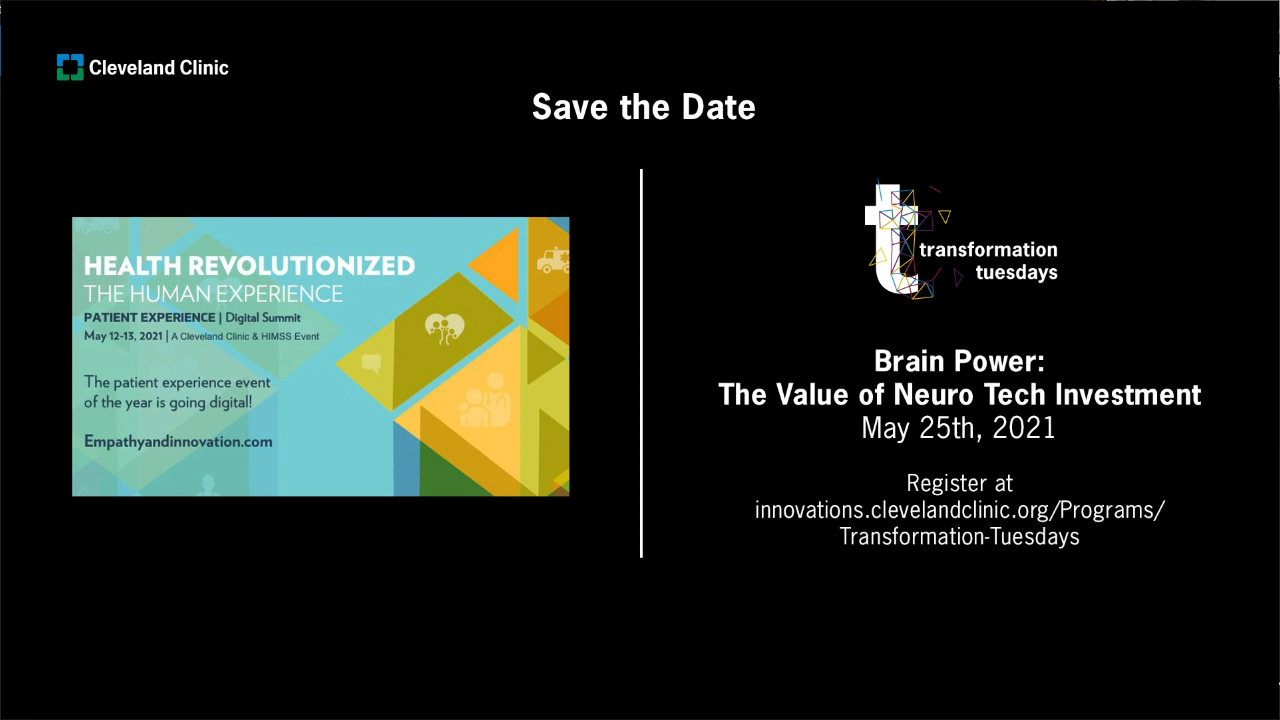 Cleveland Clinic
Save the Date
HEALTH REVOLUTIONIZED
THE HUMAN EXPERIENCE
PATIENT EXPERIENCE | Digital Summit
May 12-13, 2021 | A Cleveland Clinic & HIMSS Event
The patient experience event
of the year is going digital!
Empathyandinnovation.com
t
transformation
tuesdays
Brain Power:
The Value of Neuro Tech Investment
May 25th, 2021
Register at
innovations.clevelandclinic.org/Programs/
Transformation-Tuesdays